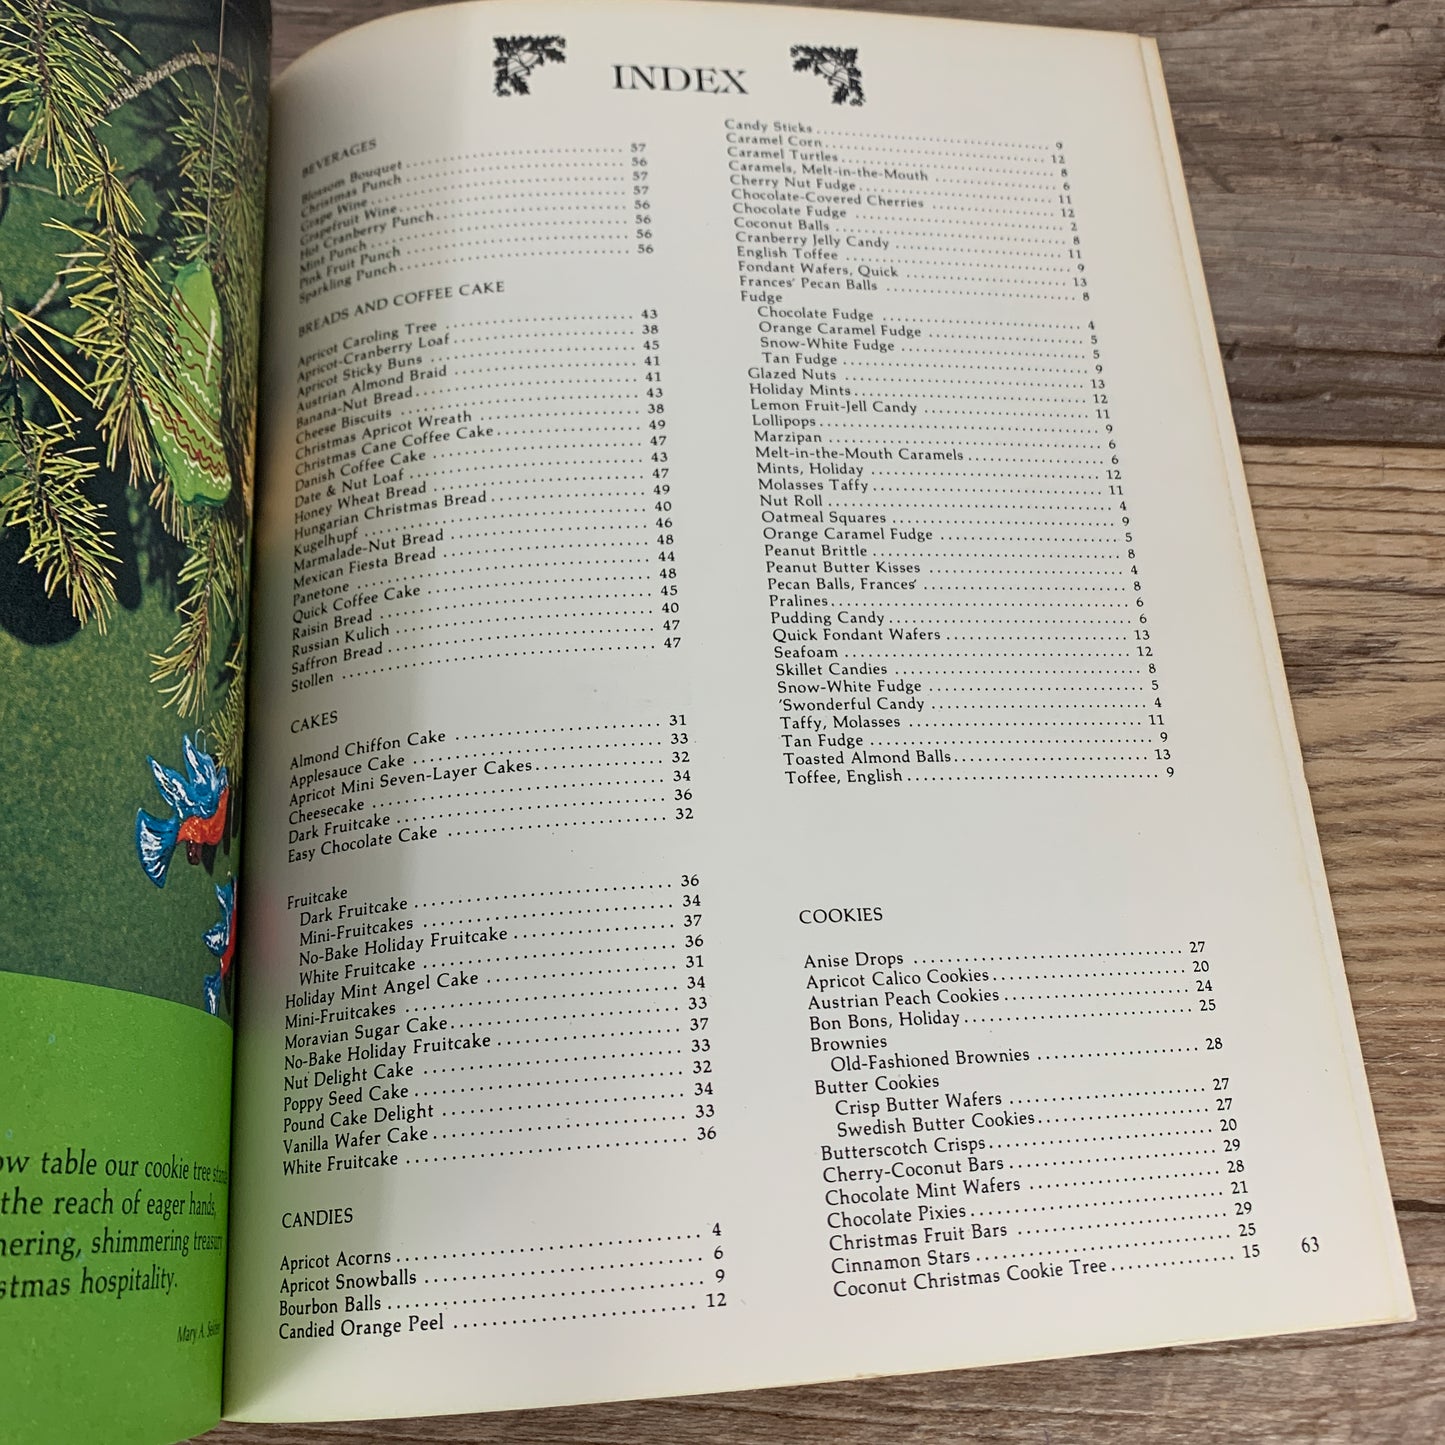 ow table our cookie tree
the reach of eager hands,
ering, shimmering
stmas hospitality.
Mary A.
INDEX
BEVERAGES
Blossom Bouquet 57
Christmas Punch 56
Grape Wine 57
Grapefruit Wine 57
Hot Cranberry Punch 56
Mint Punch 56
Pink Fruit Punch 56
Sparkling Punch 56
BREADS AND COFFEE CAKE
Apricot Caroling Tree 43
Apricot-Cranberry Loaf 38
Apricot Sticky Buns 45
Austrian Almond Braid 41
Banana-Nut Bread 41
Cheese Biscuits 43
Christmas Apricot Wreath 38
Christmas Cane Coffee Cake 49
Danish Coffee Cake 47
Date & Nut Loaf 43
Honey Wheat Bread 47
Hungarian Christmas Bread 49
Kugelhupf 40
Marmalade-Nut Bread 46
Mexican Fiesta Bread 48
Panetone 44
Quick Coffee Cake 48
Raisin Bread 45
Russian Kulich 40
Saffron Bread 47
Stollen 47
CAKES
Almond Chiffon Cake 31
Applesauce Cake 33
Apricot Mini Seven-Layer Cakes 32
Cheesecake 34
Dark Fruitcake 36
Easy Chocolate Cake 32
Fruitcake
Dark Fruitcake 36
Mini-Fruitcakes 34
No-Bake Holiday Fruitcake 37
White Fruitcake 36
Holiday Mint Angel Cake 31
Mini-Fruitcakes 34
Moravian Sugar Cake 33
No-Bake Holiday Fruitcake 37
Nut Delight Cake 33
Poppy Seed Cake 32
Pound Cake Delight 34
Vanilla Wafer Cake 33
White Fruitcake 36
CANDIES
Apricot Acorns 4
Apricot Snowballs 6
Bourbon Balls 9
Candied Orange Peel 12
Candy Sticks 9
Caramel Corn 12
Caramel Turtles 8
Caramels, Melt-in-the-Mouth 6
Cherry Nut Fudge 11
Chocolate-Covered Cherries 12
Chocolate Fudge 2
Coconut Balls 8
Cranberry Jelly Candy 11
English Toffee 9
Fondant Wafers, Quick 13
Frances' Pecan Balls 8
Fudge
Chocolate Fudge 4
Orange Caramel Fudge 5
Snow-White Fudge 5
Tan Fudge 9
Glazed Nuts 13
Holiday Mints 12
Lemon Fruit-Jell Candy 11
Lollipops 9
Marzipan 6
Melt-in-the-Mouth Caramels 6
Mints, Holiday 12
Molasses Taffy 11
Nut Roll 4
Oatmeal Squares 9
Orange Caramel Fudge 5
Peanut Brittle 8
Peanut Butter Kisses 4
Pecan Balls, Frances' 8
Pralines 6
Pudding Candy 6
Quick Fondant Wafers 13
Seafoam 12
Skillet Candies 8
Snow-White Fudge 5
'Swonderful Candy 4
Taffy, Molasses 11
Tan Fudge 9
Toasted Almond Balls 13
Toffee, English 9
COOKIES
Anise Drops 27
Apricot Calico Cookies 20
Austrian Peach Cookies 24
Bon Bons, Holiday 25
Brownies
Old-Fashioned Brownies 28
Butter Cookies
Crisp Butter Wafers 27
Swedish Butter Cookies 27
Butterscotch Crisps 20
Cherry-Coconut Bars 29
Chocolate Mint Wafers 28
Chocolate Pixies 21
Christmas Fruit Bars 29
Cinnamon Stars 25
Coconut Christmas Cookie Tree 15
63